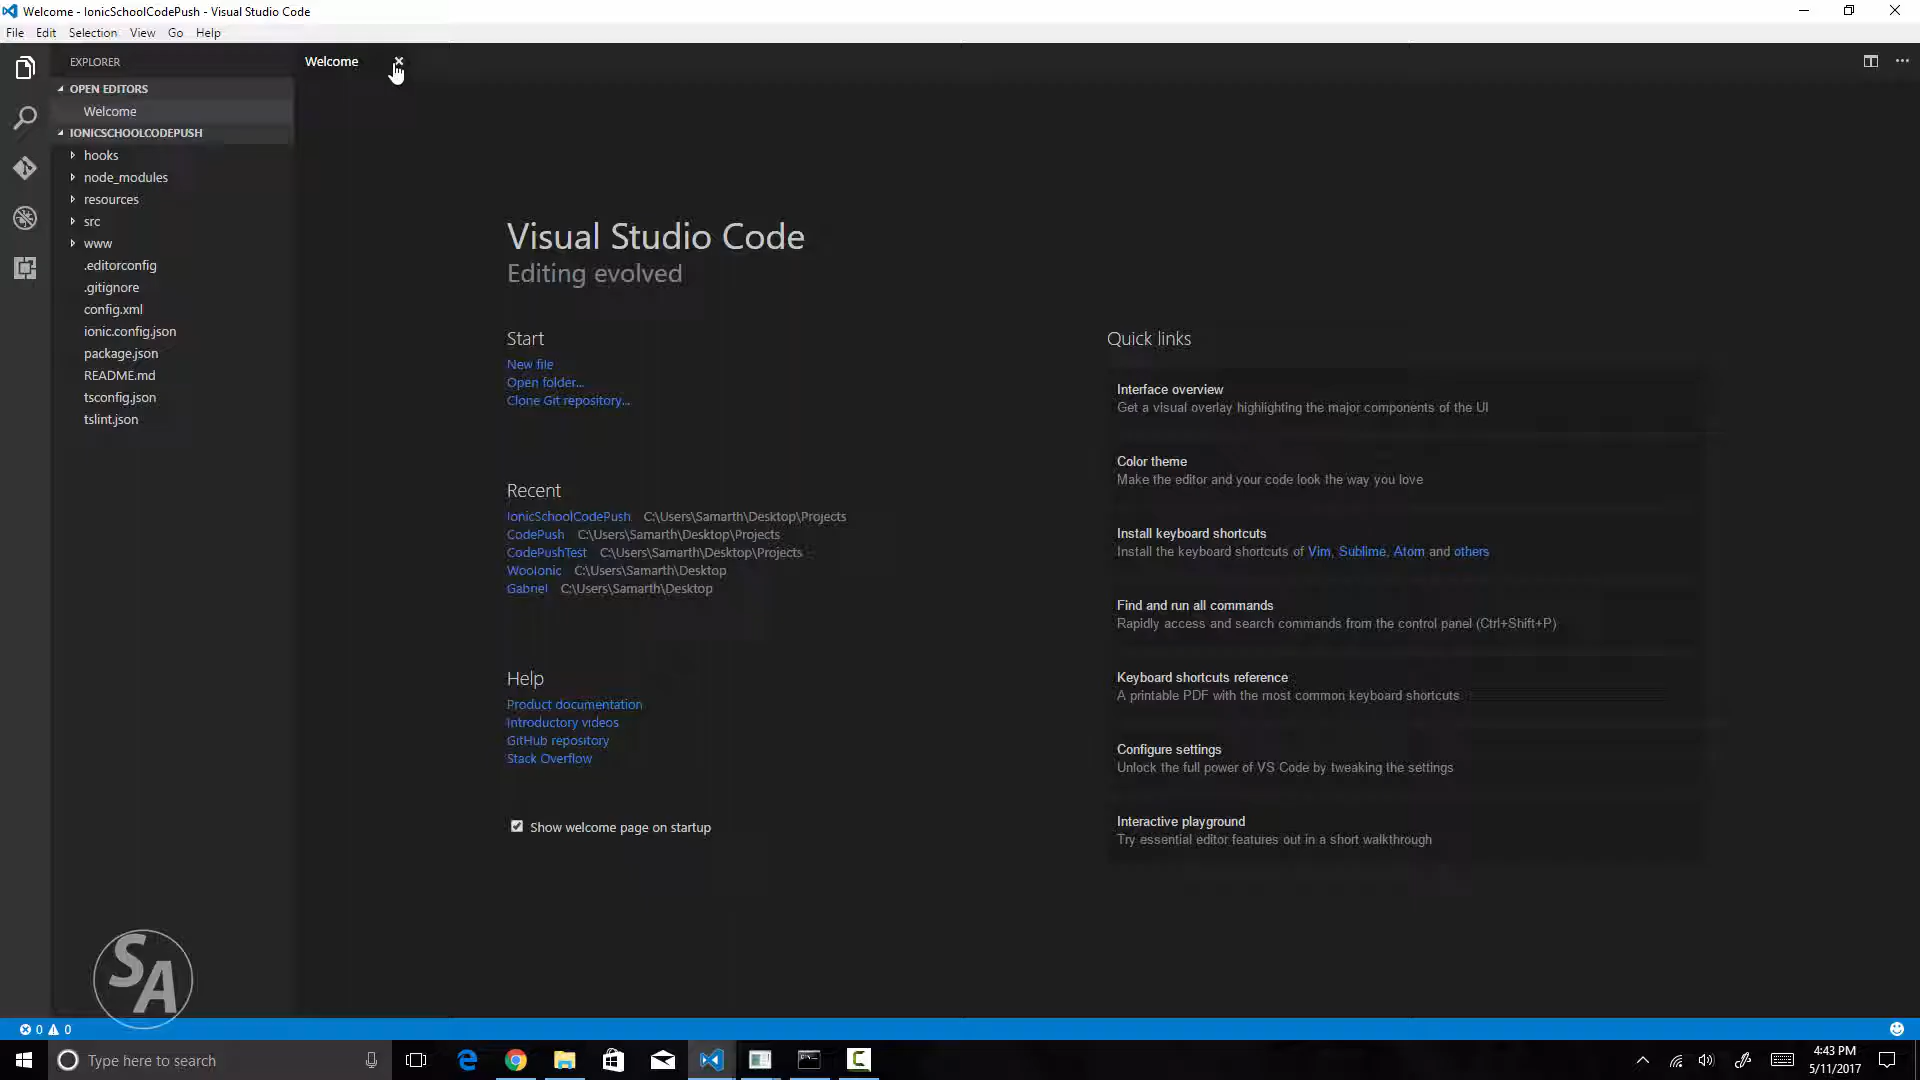 Welcome - IonicSchoolCodePush - Visual Studio Code
File Edit Selection View Go Help
EXPLORER
OPEN EDITORS
Welcome
IONICSCHOOLCODEPUSH
hooks
node_modules
resources
src
www
.editorconfig
.gitignore
config.xml
ionic.config.json
package.json
README.md
tsconfig.json
tslint.json
Welcome
Visual Studio Code
Editing evolved
Start
New file
Open folder...
Clone Git repository...
Recent
IonicSchoolCodePush C:\Users\Samarth\Desktop\Projects
CodePush C:\Users\Samarth\Desktop\Projects
CodePushTest C:\Users\Samarth\Desktop\Projects
WooIonic C:\Users\Samarth\Desktop
Gabriel C:\Users\Samarth\Desktop
Help
Product documentation
Introductory videos
GitHub repository
Stack Overflow
Show welcome page on startup
Quick links
Interface overview
Get a visual overlay highlighting the major components of the UI
Color theme
Make the editor and your code look the way you love
Install keyboard shortcuts
Install the keyboard shortcuts of Vim, Sublime, Atom and others
Find and run all commands
Rapidly access and search commands from the control panel (Ctrl+Shift+P)
Keyboard shortcuts reference
A printable PDF with the most common keyboard shortcuts
Configure settings
Unlock the full power of VS Code by tweaking the settings
Interactive playground
Try essential editor features out in a short walkthrough
SA
0 0
Type here to search
4:43 PM
5/11/2017